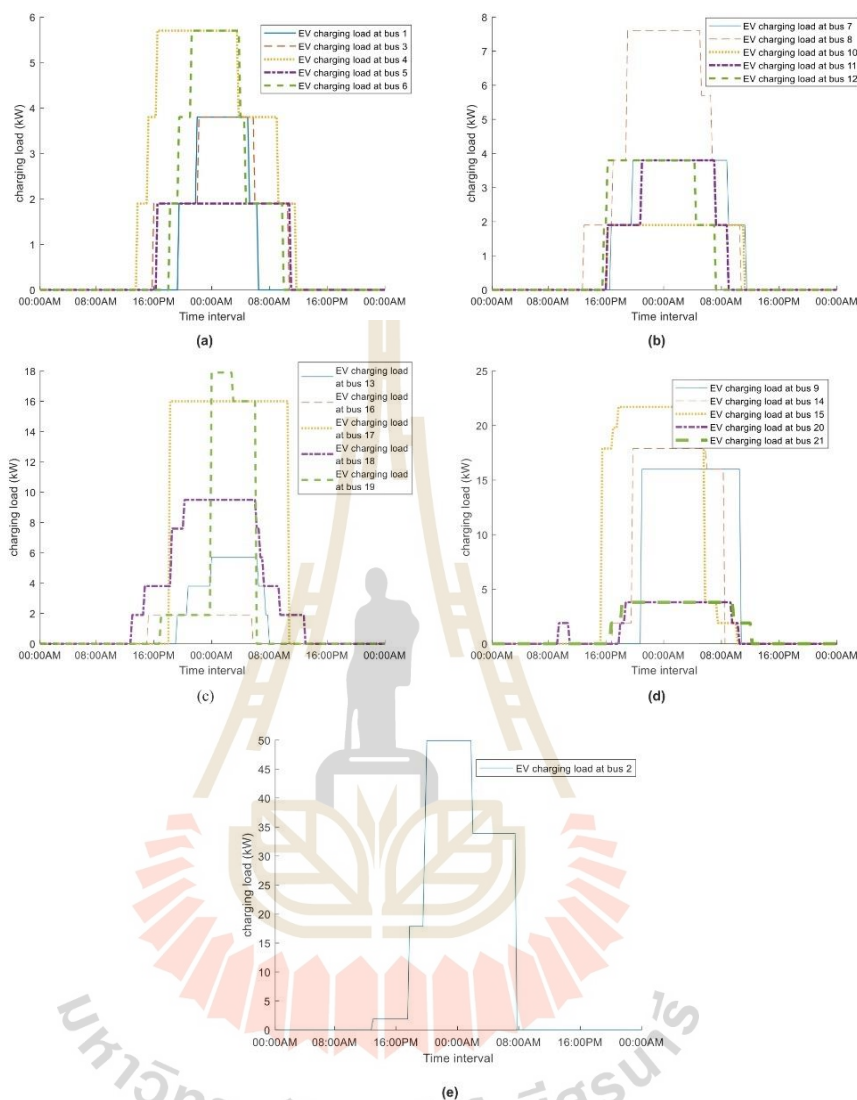 8
EV charging load at bus 1
EV charging load at bus 3
EV charging load at bus 4
EV charging load at bus 5
EV charging load at bus 6
6
5
4
3
2
1
0
charging load (kW)
00:00AM 08:00AM 16:00PM 00:00AM 08:00AM 16:00PM 00:00AM
Time interval
(a)
EV charging load at bus 7
EV charging load at bus 8
EV charging load at bus 10
EV charging load at bus 11
EV charging load at bus 12
8
7
6
5
4
3
2
1
0
charging load (kW)
00:00AM 08:00AM 16:00PM 00:00AM 08:00AM 16:00PM 00:00AM
Time interval
(b)
EV charging load
at bus 13
EV charging load
at bus 16
EV charging load
at bus 17
EV charging load
at bus 18
EV charging load
at bus 19
18
16
14
12
10
8
6
4
2
0
charging load (kW)
00:00AM 08:00AM 16:00PM 00:00AM 08:00AM 16:00PM 00:00AM
Time interval
(c)
EV charging load at bus 9
EV charging load at bus 14
EV charging load at bus 15
EV charging load at bus 20
EV charging load at bus 21
25
20
15
10
5
0
charging load (kW)
00:00AM 08:00AM 16:00PM 00:00AM 08:00AM 16:00PM 00:00AM
Time interval
(d)
EV charging load at bus 2
50
45
40
35
30
25
20
15
10
5
0
charging load (kW)
00:00AM 08:00AM 16:00PM 00:00AM 08:00AM 16:00PM 00:00AM
Time interval
(e)